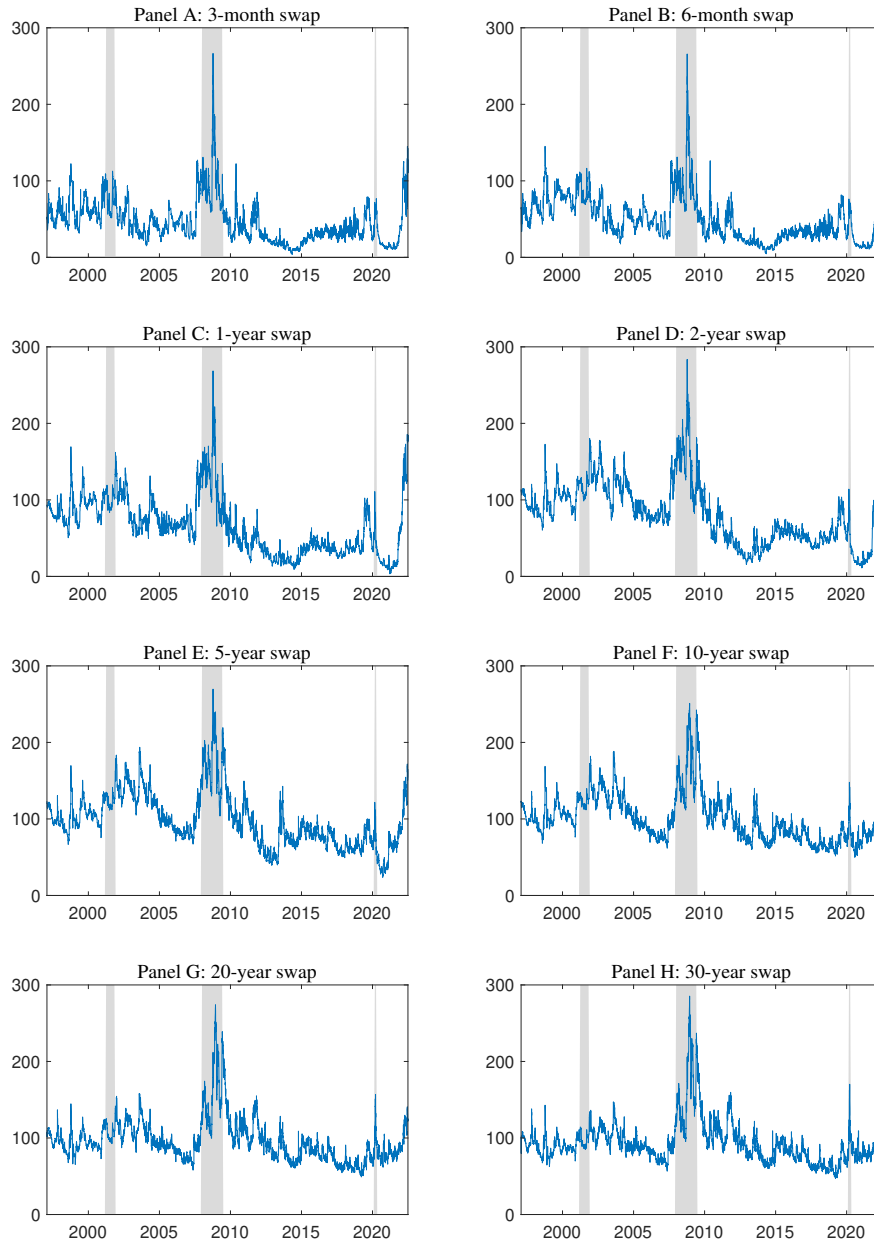 Panel A: 3-month swap
300
200
100
0
2000 2005 2010 2015 2020
Panel B: 6-month swap
300
200
100
0
2000 2005 2010 2015 2020
Panel C: 1-year swap
300
200
100
0
2000 2005 2010 2015 2020
Panel D: 2-year swap
300
200
100
0
2000 2005 2010 2015 2020
Panel E: 5-year swap
300
200
100
0
2000 2005 2010 2015 2020
Panel F: 10-year swap
300
200
100
0
2000 2005 2010 2015 2020
Panel G: 20-year swap
300
200
100
0
2000 2005 2010 2015 2020
Panel H: 30-year swap
300
200
100
0
2000 2005 2010 2015 2020